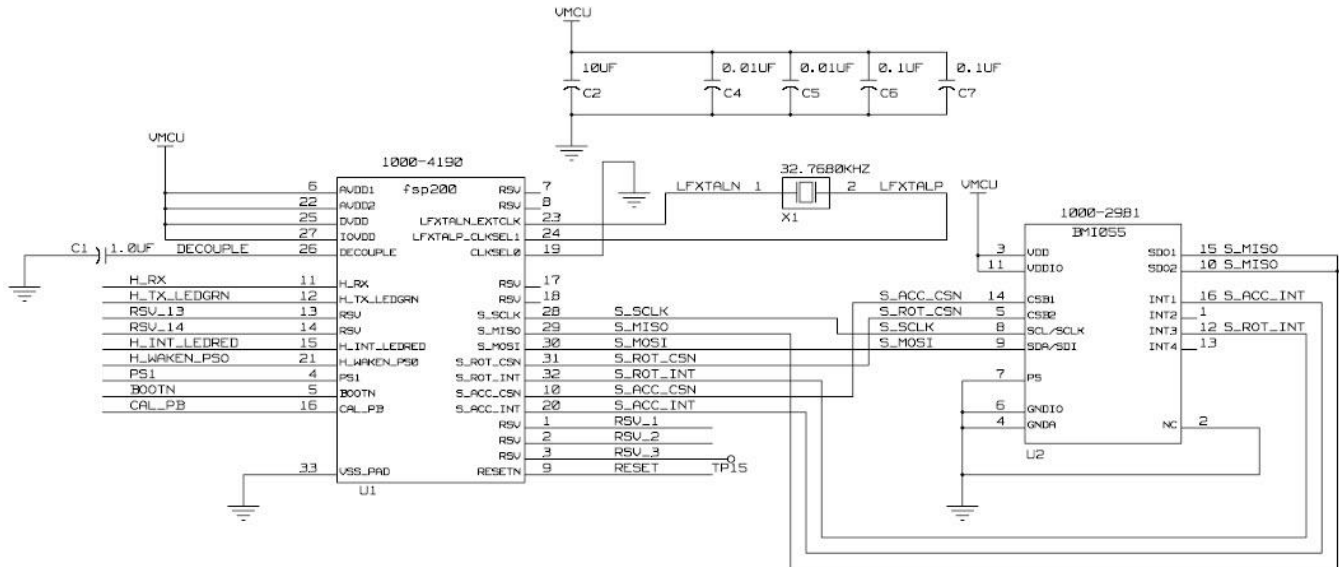 VMCU
10UF
C2
0.01UF
C4
0.01UF
C5
0.1UF
C6
0.1UF
C7
VMCU
1000-4190
fsp200
6 AVDD1
22 AVDD2
25 DVDD
27 IOVDD
C1 1.0UF DECOUPLE 26 DECOUPLE
H_RX 11 H_RX
H_TX_LEDGRN 12 H_TX_LEDGRN
RSV_13 13 RSV
RSV_14 14 RSV
H_INT_LEDRED 15 H_INT_LEDRED
H_WAKEN_PS0 21 H_WAKEN_PS0
PS1 4 PS1
BOOTN 5 BOOTN
CAL_PB 16 CAL_PB
33 VSS_PAD
RSV 7
RSV 8
LFXTALN_EXTCLK 23
LFXTALP_CLKSEL1 24
CLKSEL0 19
RSV 17
RSV 18
S_SCLK 28 S_SCLK
S_MISO 29 S_MISO
S_MOSI 30 S_MOSI
S_ROT_CSN 31 S_ROT_CSN
S_ROT_INT 32 S_ROT_INT
S_ACC_CSN 10 S_ACC_CSN
S_ACC_INT 20 S_ACC_INT
RSV 1 RSV_1
RSV 2 RSV_2
RSV 3 RSV_3
RESETN 9 RESET
TP15
U1
32.7680KHZ
LFXTALN 1 2 LFXTALP
X1
VMCU
1000-2981
BMI055
3 VDD
11 VDDIO
S_ACC_CSN 14 CSB1
S_ROT_CSN 5 CSB2
S_SCLK 8 SCL/SCLK
S_MOSI 9 SDA/SDI
7 PS
6 GNDIO
4 GNDA
SDO1 15 S_MISO
SDO2 10 S_MISO
INT1 16 S_ACC_INT
INT2 1
INT3 12 S_ROT_INT
INT4 13
NC 2
U2